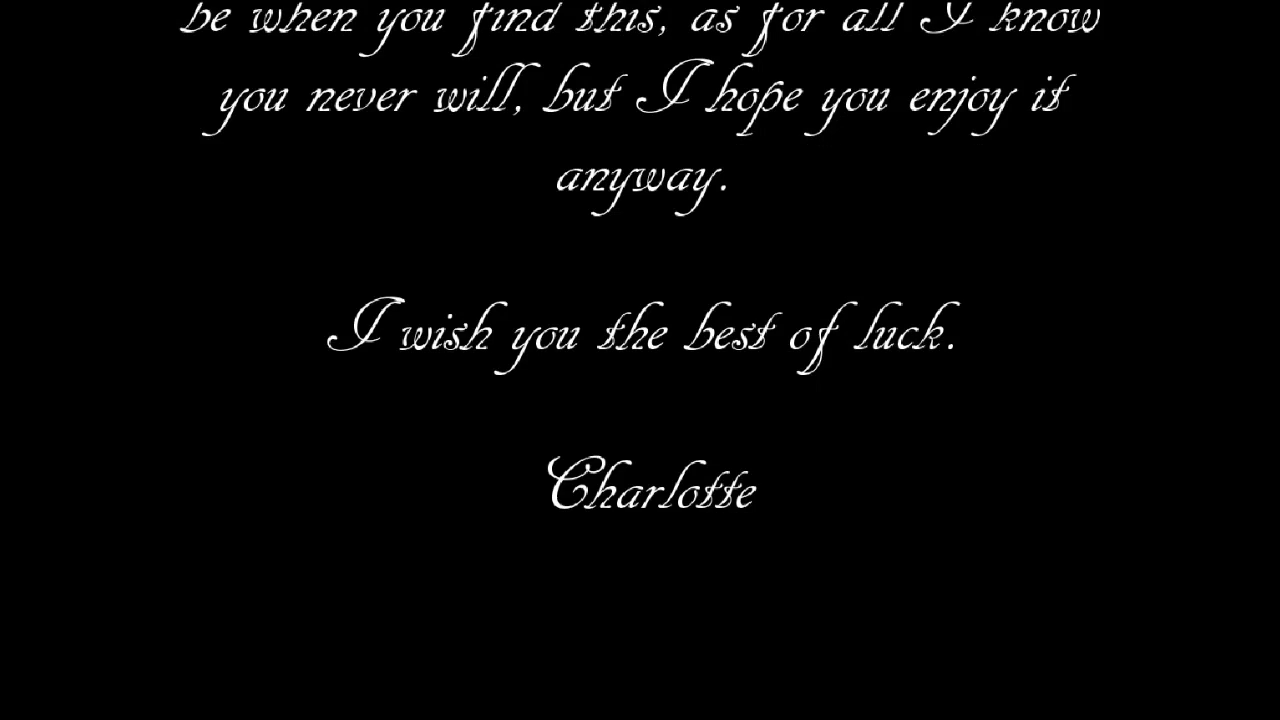 be when you find this, as for all I know
you never will, but I hope you enjoy it
anyway.
I wish you the best of luck.
Charlotte